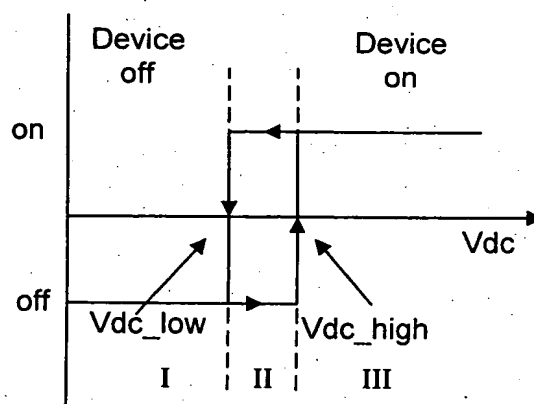 Device
off
Device
on
on
Vdc
off
Vdc_low
Vdc_high
I II III